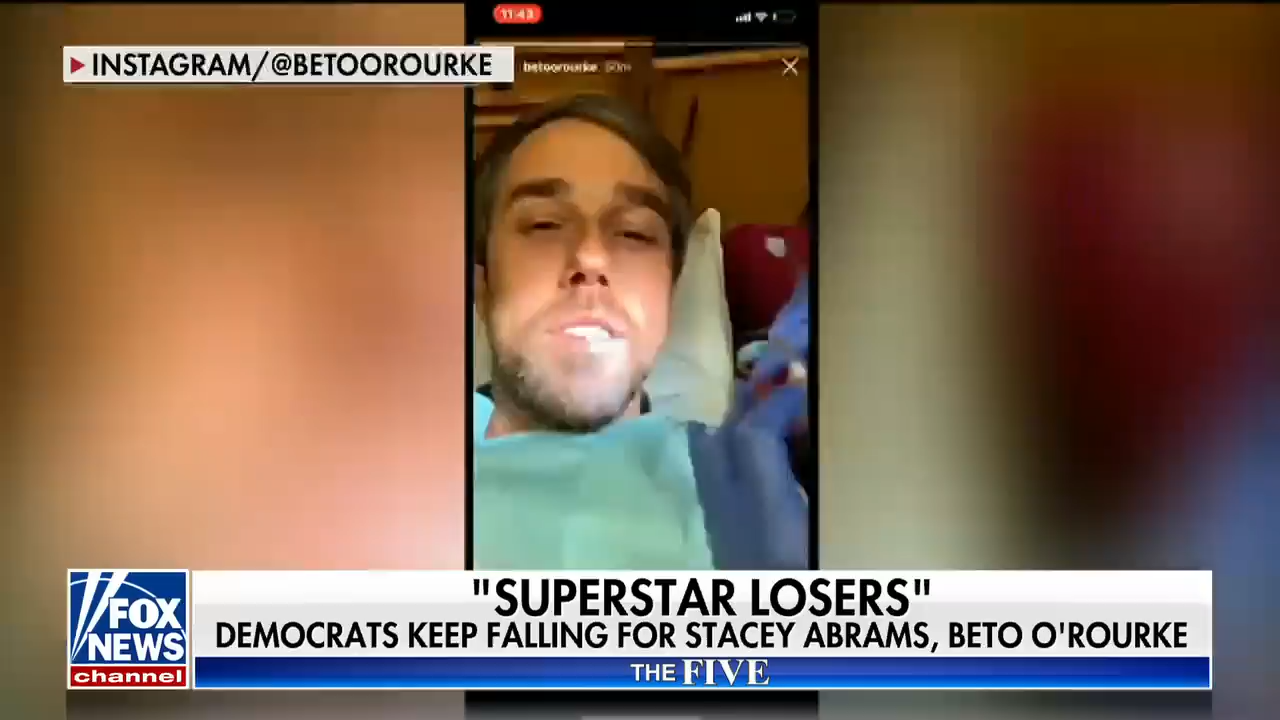 11:43
▶ INSTAGRAM/@BETOOROURKE
betoorourke 50m
"SUPERSTAR LOSERS"
DEMOCRATS KEEP FALLING FOR STACEY ABRAMS, BETO O'ROURKE
THE FIVE
FOX
NEWS
channel